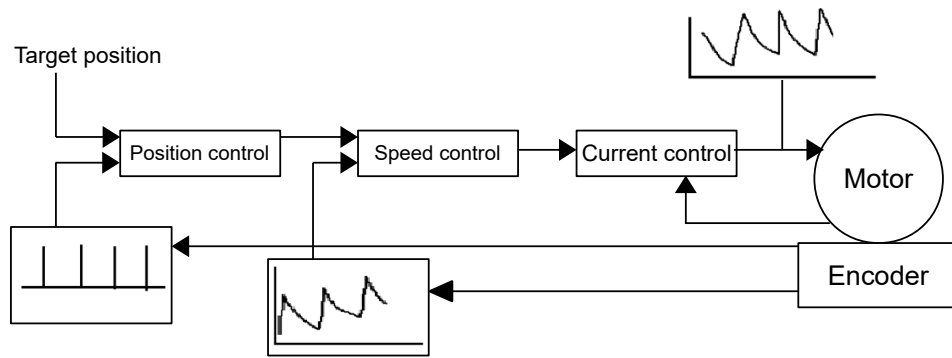 Target position
Position control
Speed control
Current control
Motor
Encoder